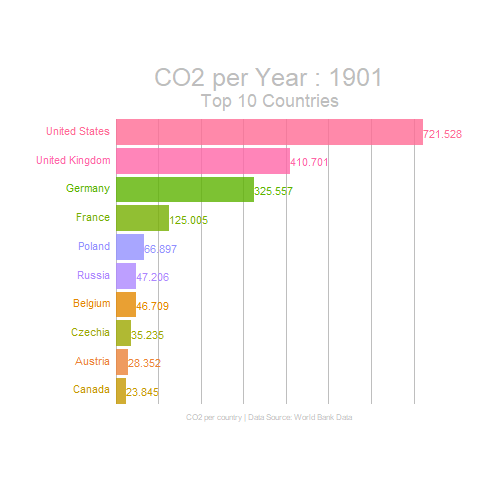 CO2 per Year : 1901
Top 10 Countries
United States 721.528
United Kingdom 410.701
Germany 325.557
France 125.005
Poland 66.897
Russia 47.206
Belgium 46.709
Czechia 35.235
Austria 28.352
Canada 23.845
CO2 per country | Data Source: World Bank Data